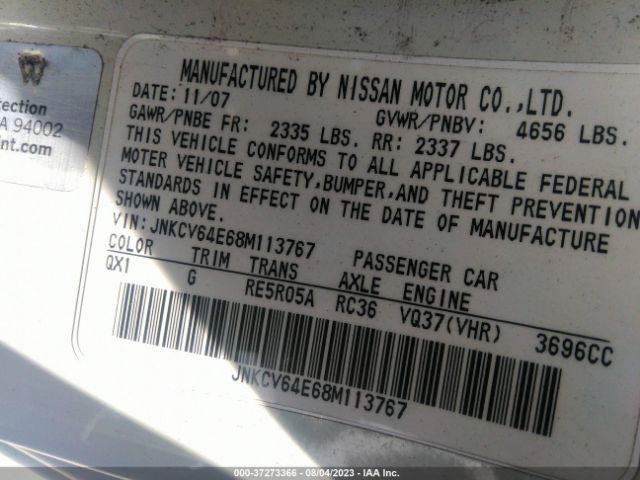 W
tection
A 94002
nt.com
MANUFACTURED BY NISSAN MOTOR CO.,LTD.
DATE: 11/07
GVWR/PNBV: 4656 LBS.
GAWR/PNBE FR: 2335 LBS. RR: 2337 LBS.
THIS VEHICLE CONFORMS TO ALL APPLICABLE FEDERAL
MOTOR VEHICLE SAFETY,BUMPER,AND THEFT PREVENTION
STANDARDS IN EFFECT ON THE DATE OF MANUFACTURE
SHOWN ABOVE.
VIN:JNKCV64E68M113767 PASSENGER CAR
COLOR TRIM TRANS AXLE ENGINE
QX1 G RE5R05A RC36 VQ37(VHR) 3696CC
JNKCV64E68M113767
000-37273366 - 08/04/2023 - IAA Inc.